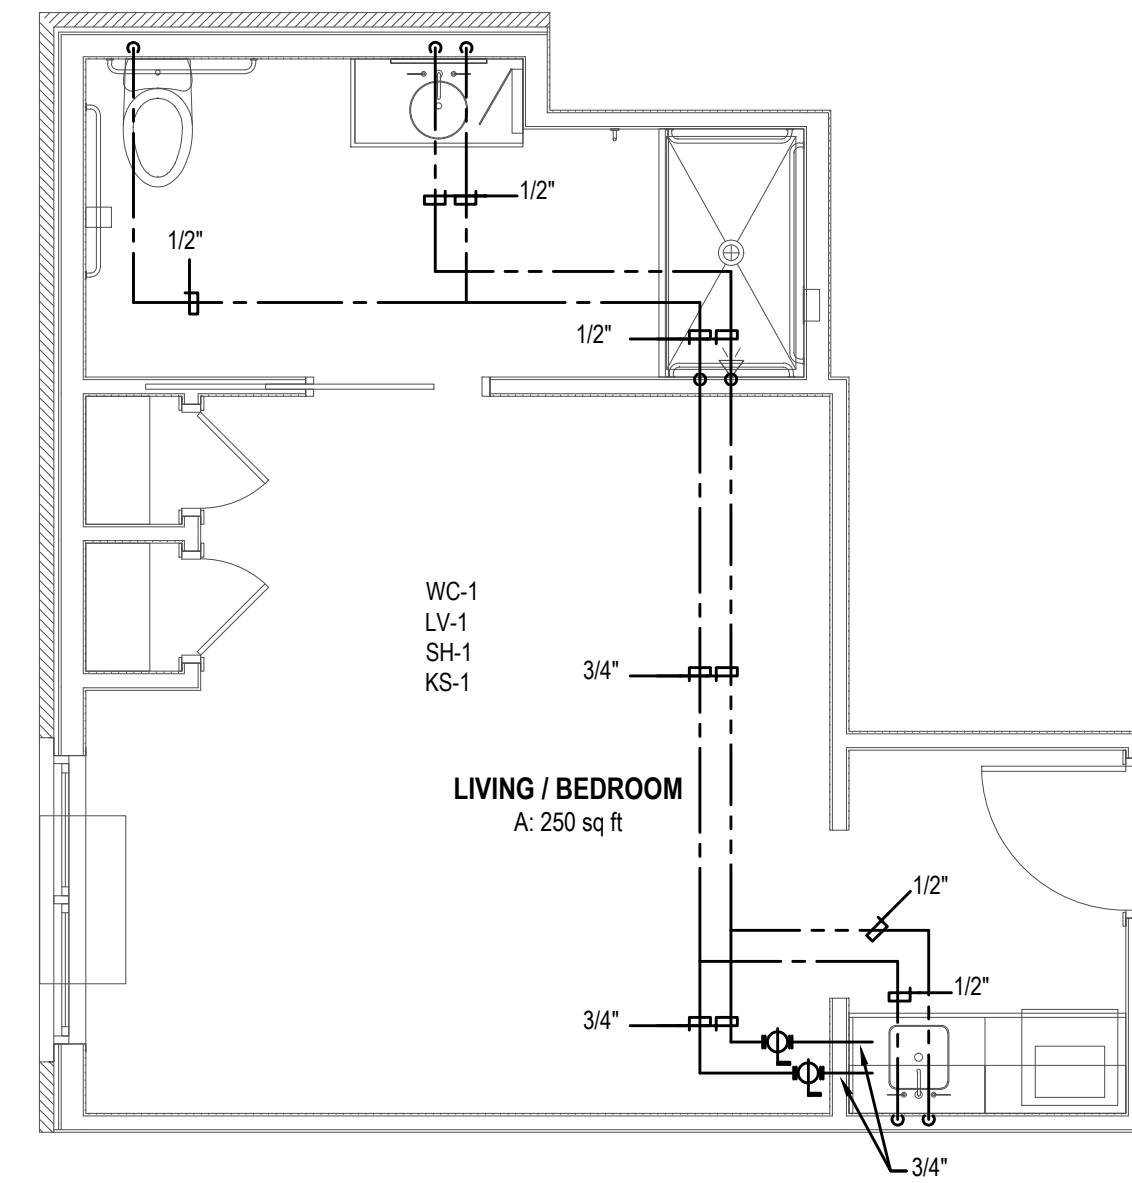 1/2"
1/2"
1/2"
WC-1
LV-1
SH-1
KS-1
3/4"
LIVING / BEDROOM
A: 250 sq ft
1/2"
1/2"
3/4"
3/4"